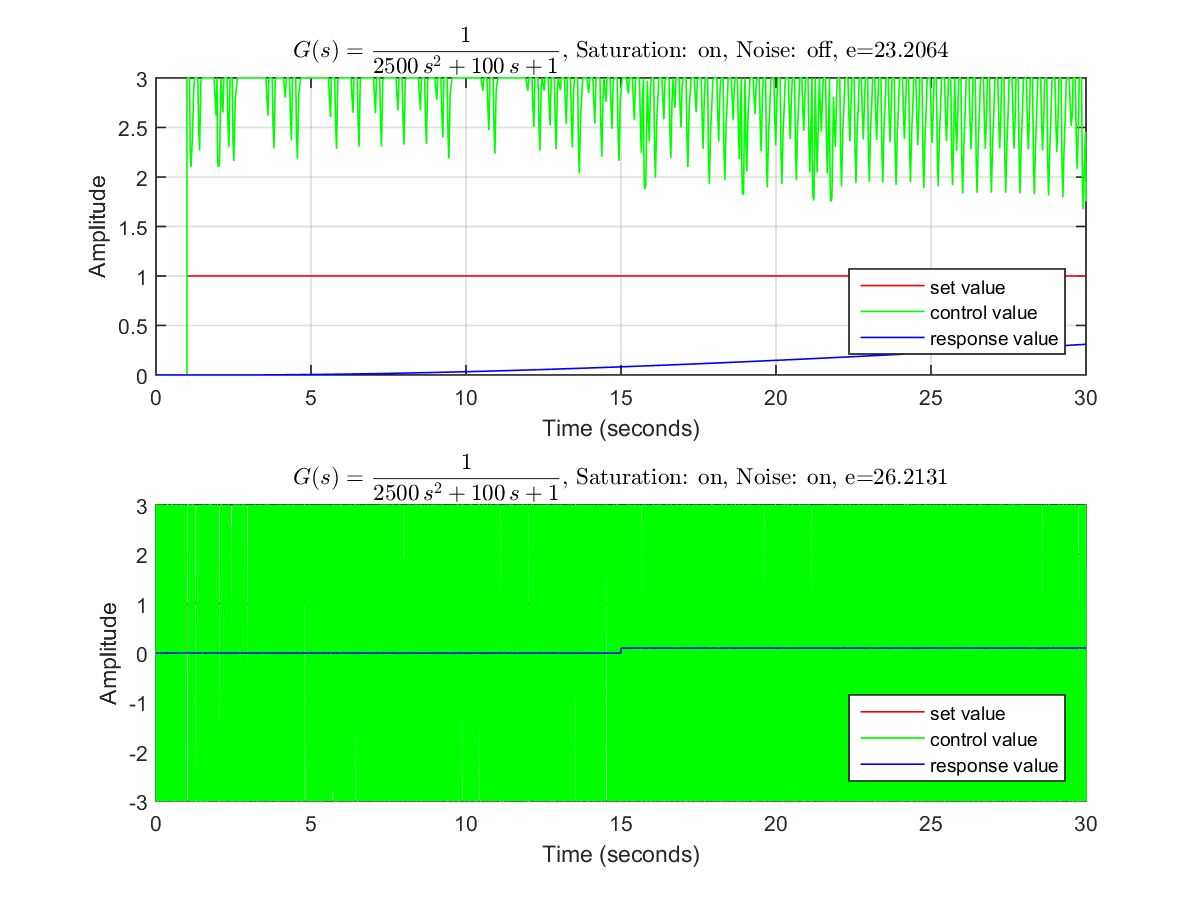 G(s) = 1 / (2500 s² + 100 s + 1), Saturation: on, Noise: off, e=23.2064
3
2.5
2
1.5
1
0.5
0
Amplitude
set value
control value
response value
0 5 10 15 20 25 30
Time (seconds)
G(s) = 1 / (2500 s² + 100 s + 1), Saturation: on, Noise: on, e=26.2131
3
2
1
0
-1
-2
-3
Amplitude
set value
control value
response value
0 5 10 15 20 25 30
Time (seconds)